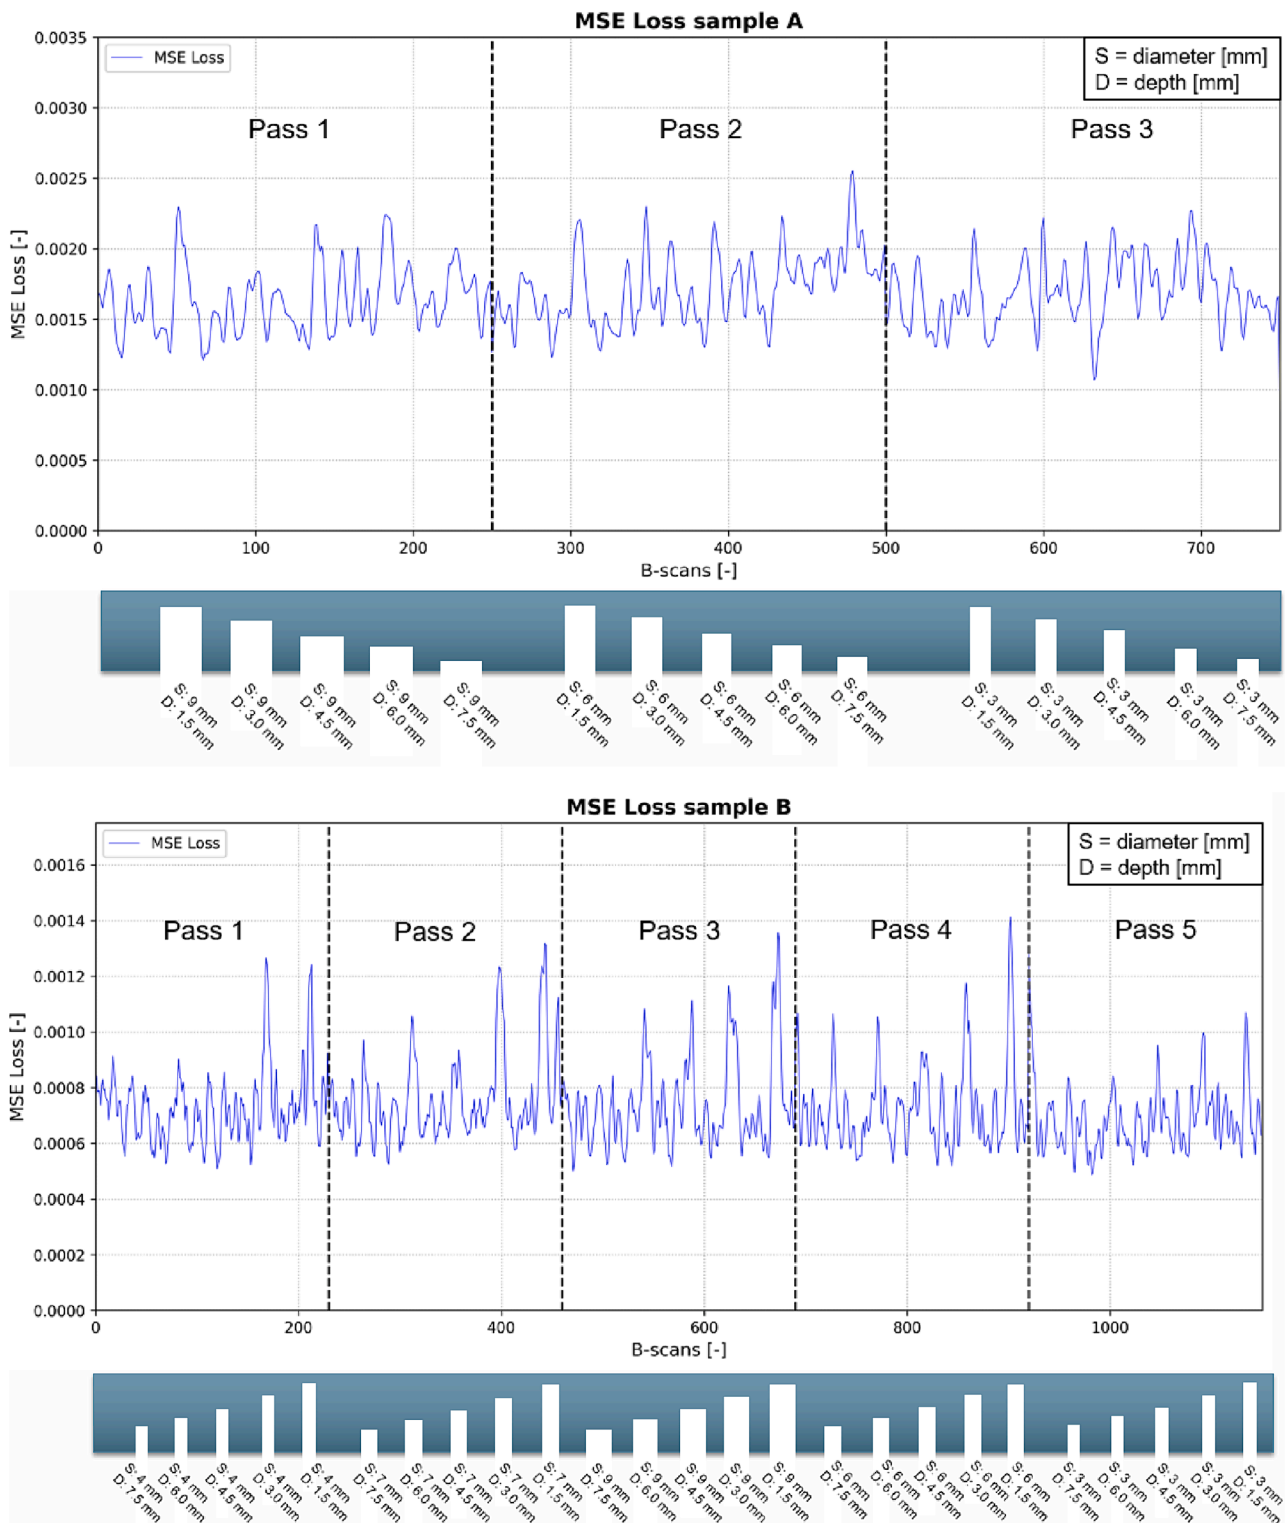 MSE Loss sample A
0.0035
MSE Loss
S = diameter [mm]
D = depth [mm]
0.0030
Pass 1 Pass 2 Pass 3
0.0025
0.0020
MSE Loss [-]
0.0015
0.0010
0.0005
0.0000
0 100 200 300 400 500 600 700
B-scans [-]
S: 9 mm
D: 1.5 mm
S: 9 mm
D: 3.0 mm
S: 9 mm
D: 4.5 mm
S: 9 mm
D: 6.0 mm
S: 9 mm
D: 7.5 mm
S: 6 mm
D: 1.5 mm
S: 6 mm
D: 3.0 mm
S: 6 mm
D: 4.5 mm
S: 6 mm
D: 6.0 mm
S: 6 mm
D: 7.5 mm
S: 3 mm
D: 1.5 mm
S: 3 mm
D: 3.0 mm
S: 3 mm
D: 4.5 mm
S: 3 mm
D: 6.0 mm
S: 3 mm
D: 7.5 mm
MSE Loss sample B
MSE Loss
S = diameter [mm]
D = depth [mm]
0.0016
0.0014
Pass 1 Pass 2 Pass 3 Pass 4 Pass 5
0.0012
0.0010
MSE Loss [-]
0.0008
0.0006
0.0004
0.0002
0.0000
0 200 400 600 800 1000
B-scans [-]
S: 4 mm
D: 7.5 mm
S: 4 mm
D: 6.0 mm
S: 4 mm
D: 4.5 mm
S: 4 mm
D: 3.0 mm
S: 4 mm
D: 1.5 mm
S: 7 mm
D: 7.5 mm
S: 7 mm
D: 6.0 mm
S: 7 mm
D: 4.5 mm
S: 7 mm
D: 3.0 mm
S: 7 mm
D: 1.5 mm
S: 9 mm
D: 7.5 mm
S: 9 mm
D: 6.0 mm
S: 9 mm
D: 4.5 mm
S: 9 mm
D: 3.0 mm
S: 9 mm
D: 1.5 mm
S: 6 mm
D: 7.5 mm
S: 6 mm
D: 6.0 mm
S: 6 mm
D: 4.5 mm
S: 6 mm
D: 3.0 mm
S: 6 mm
D: 1.5 mm
S: 3 mm
D: 7.5 mm
S: 3 mm
D: 6.0 mm
S: 3 mm
D: 4.5 mm
S: 3 mm
D: 3.0 mm
S: 3 mm
D: 1.5 mm